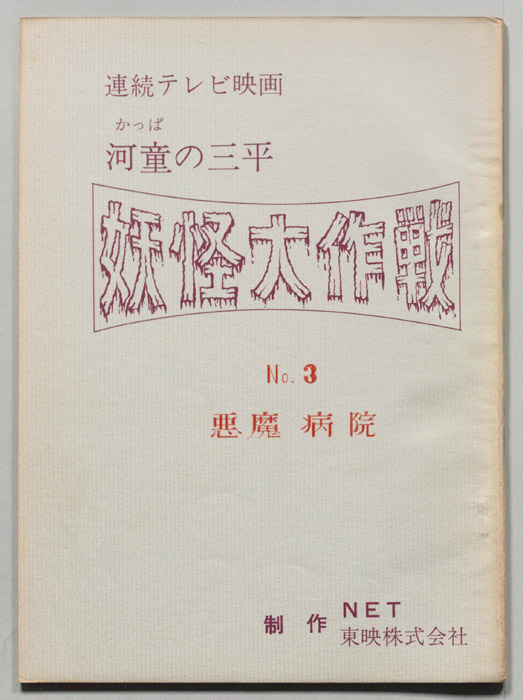 連続テレビ映画
かっぱ
河童の三平
妖怪大作戦
No. 3
悪魔 病院
制作 NET
東映株式会社